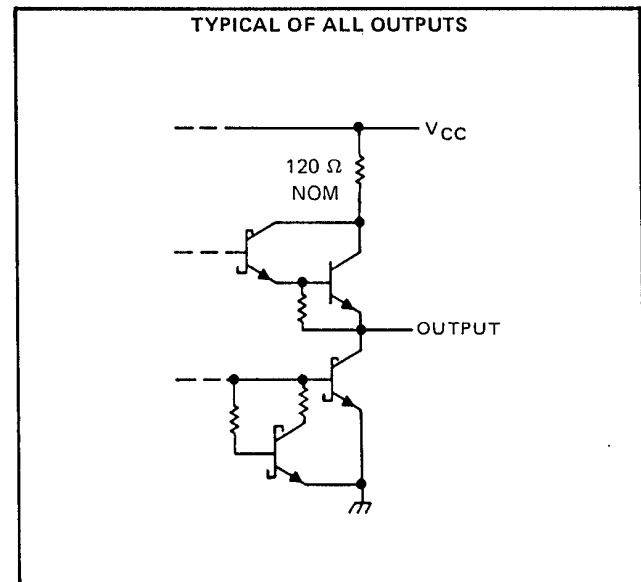 TYPICAL OF ALL OUTPUTS
VCC
120 Ω
NOM
OUTPUT